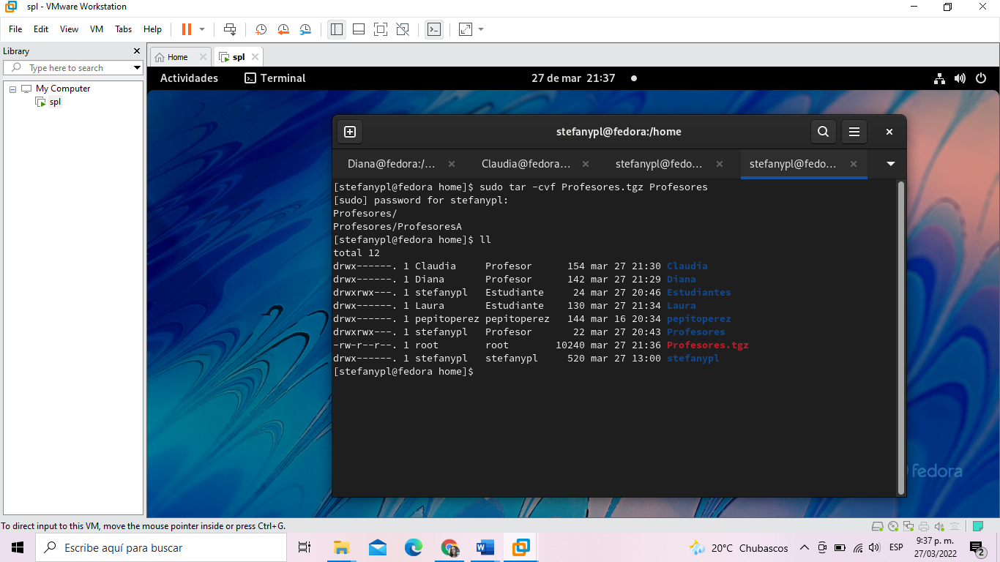 spl - VMware Workstation
File Edit View VM Tabs Help
Library
Type here to search
My Computer
spl
Home
spl
Actividades
Terminal
27 de mar 21:37
stefanypl@fedora:/home
Diana@fedora:/...
Claudia@fedora...
stefanypl@fedo...
stefanypl@fedo...
[stefanypl@fedora home]$ sudo tar -cvf Profesores.tgz Profesores
[sudo] password for stefanypl:
Profesores/
Profesores/ProfesoresA
[stefanypl@fedora home]$ ll
total 12
drwx------. 1 Claudia    Profesor      154 mar 27 21:30 Claudia
drwx------. 1 Diana      Profesor      142 mar 27 21:29 Diana
drwxrwx---. 1 stefanypl  Estudiante     24 mar 27 20:46 Estudiantes
drwx------. 1 Laura      Estudiante    130 mar 27 21:34 Laura
drwx------. 1 pepitoperez pepitoperez   144 mar 16 20:34 pepitoperez
drwxrwx---. 1 stefanypl  Profesor       22 mar 27 20:43 Profesores
-rw-r--r--. 1 root       root        10240 mar 27 21:36 Profesores.tgz
drwx------. 1 stefanypl  stefanypl     520 mar 27 13:00 stefanypl
[stefanypl@fedora home]$
fedora
To direct input to this VM, move the mouse pointer inside or press Ctrl+G.
Escribe aquí para buscar
20°C Chubascos
ESP
9:37 p. m.
27/03/2022
2